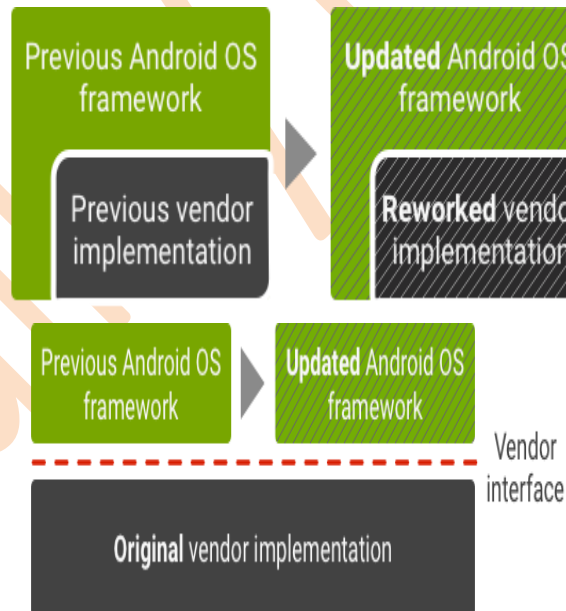 Previous Android OS
framework
Updated Android OS
framework
Previous vendor
implementation
Reworked vendo
implementation
Previous Android OS
framework
Updated Android OS
framework
Vendor
interface
Original vendor implementation